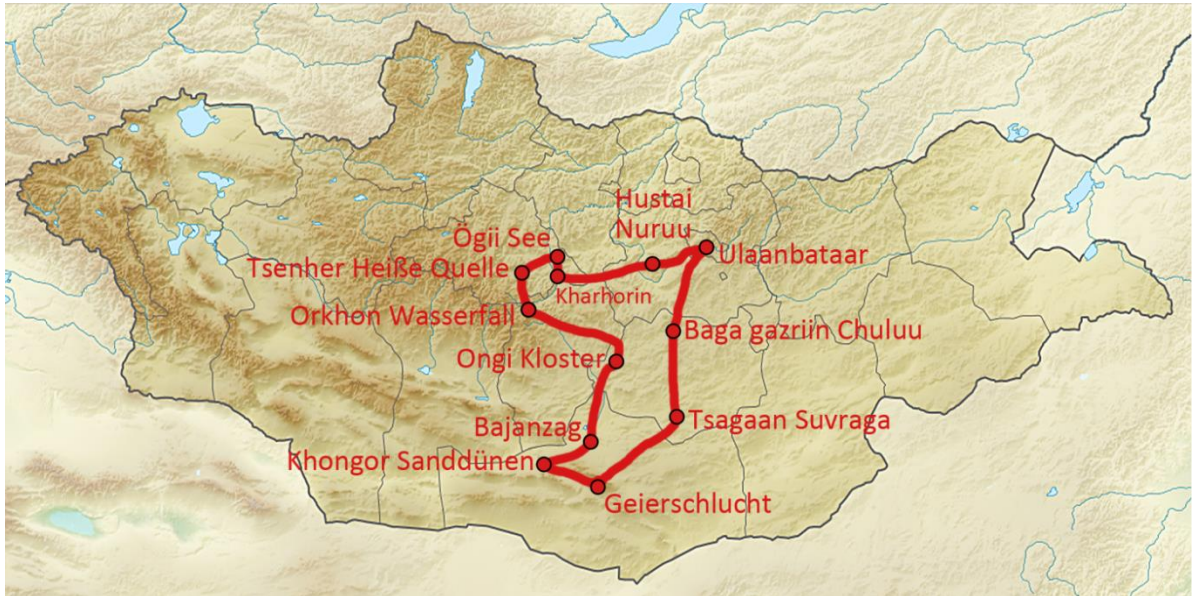 Hustai
Nuruu
Ögii See
Ulaanbataar
Tsenher Heiße Quelle
Kharhorin
Orkhon Wasserfall
Baga gazriin Chuluu
Ongi Kloster
Tsagaan Suvraga
Bajanzag
Khongor Sanddünen
Geierschlucht